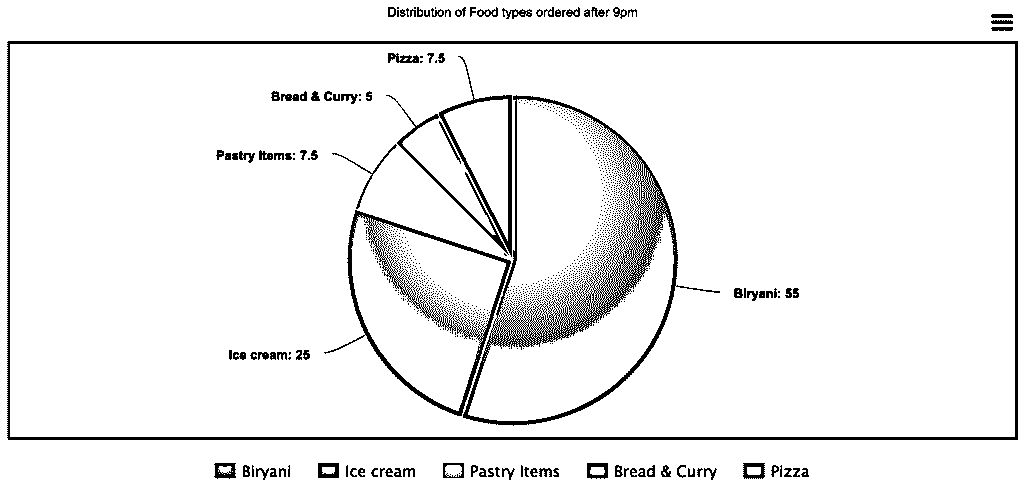 Distribution of Food types ordered after 9pm
Pizza: 7.5
Bread & Curry: 5
Pastry Items: 7.5
Biryani: 55
Ice cream: 25
Biryani Ice cream Pastry Items Bread & Curry Pizza